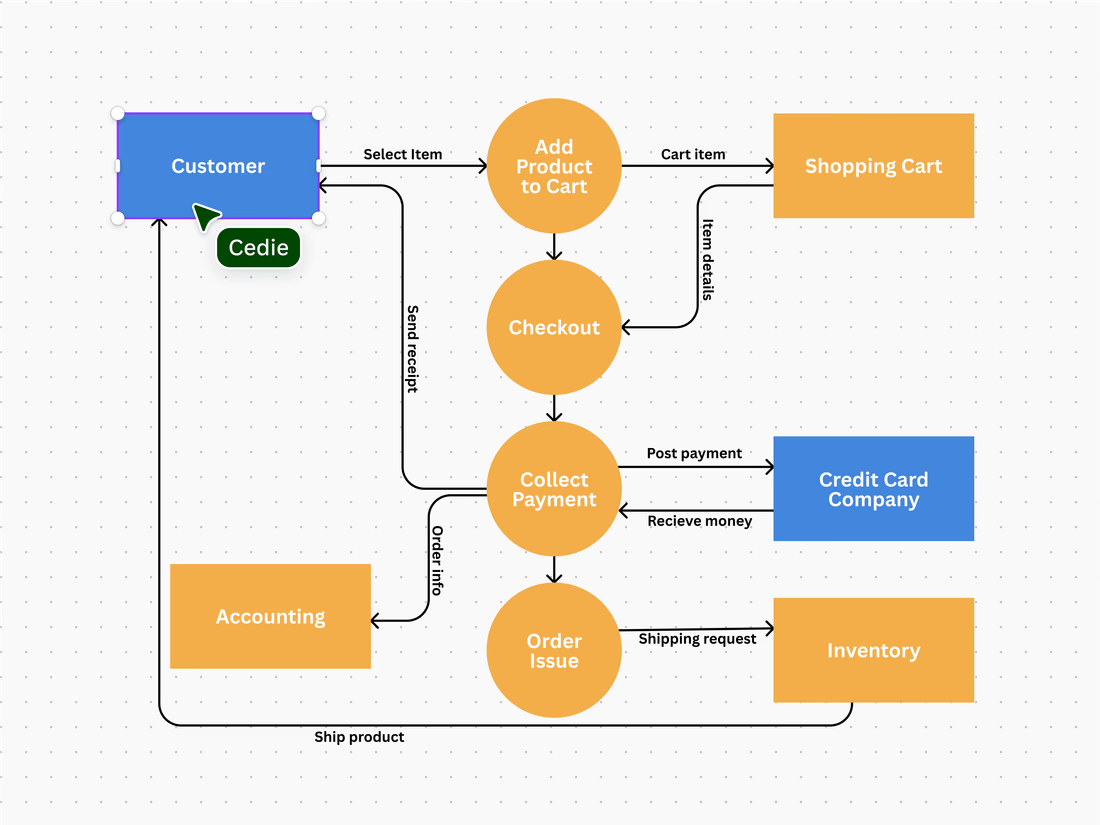 Customer
Cedie
Select Item
Add
Product
to Cart
Cart item
Shopping Cart
Item details
Checkout
Send receipt
Collect
Payment
Post payment
Recieve money
Credit Card
Company
Order info
Accounting
Order
Issue
Shipping request
Inventory
Ship product